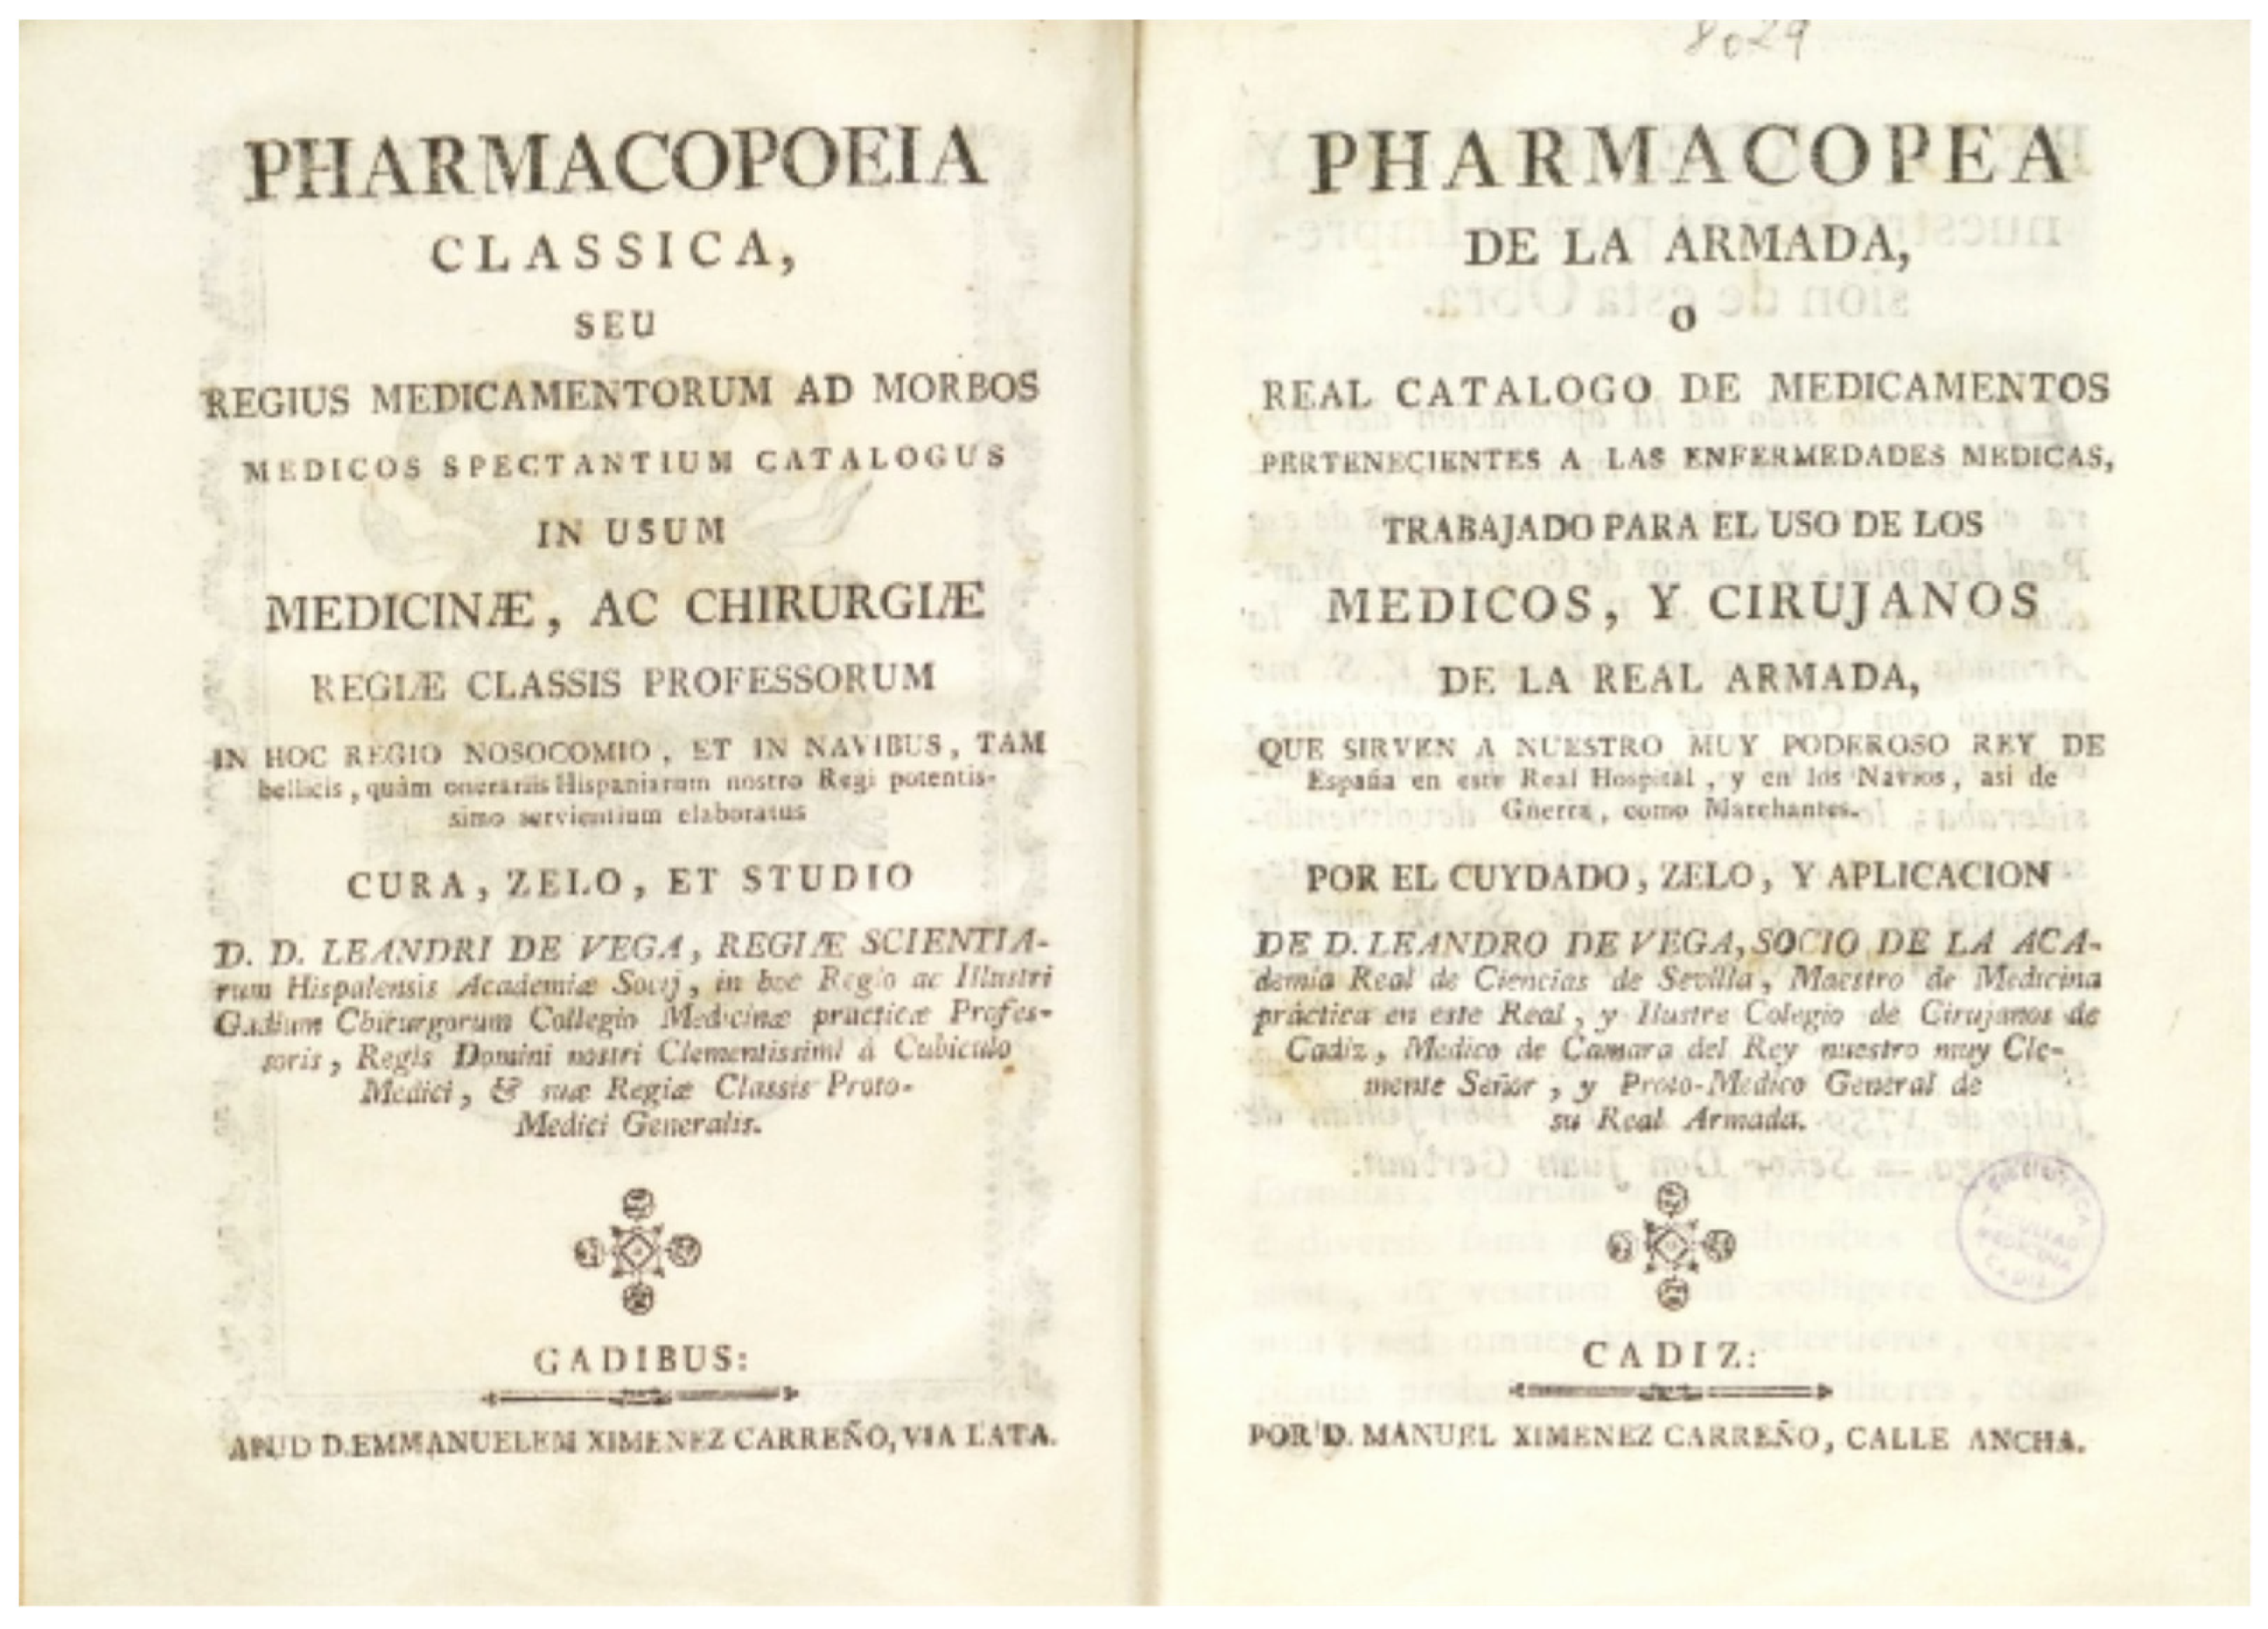 8029
PHARMACOPOEIA
CLASSICA,
SEU
REGIUS MEDICAMENTORUM AD MORBOS
MEDICOS SPECTANTIUM CATALOGUS
IN USUM
MEDICINÆ, AC CHIRURGIÆ
REGIÆ CLASSIS PROFESSORUM
IN HOC REGIO NOSOCOMIO, ET IN NAVIBUS, TAM
bellicis, quàm onerariis Hispaniarum nostro Regi potentis-
simo servientium elaboratus
CURA, ZELO, ET STUDIO
D. D. LEANDRI DE VEGA, REGIÆ SCIENTIA-
rum Hispalensis Academiæ Socij, in hoc Regio ac Illustri
Gadium Chirurgorum Collegio Medicinæ practicæ Profes-
soris, Regis Domini nostri Clementissimi à Cubiculo
Medici, & suæ Regiæ Classis Proto-
Medici Generalis.
GADIBUS:
APUD D. EMMANUELEM XIMENEZ CARREÑO, VIA LATA.
PHARMACOPEA
DE LA ARMADA,
O
REAL CATALOGO DE MEDICAMENTOS
PERTENECIENTES A LAS ENFERMEDADES MEDICAS,
TRABAJADO PARA EL USO DE LOS
MEDICOS, Y CIRUJANOS
DE LA REAL ARMADA,
QUE SIRVEN A NUESTRO MUY PODEROSO REY DE
España en este Real Hospital, y en los Navios, asi de
Guerra, como Marchantes.
POR EL CUYDADO, ZELO, Y APLICACION
DE D. LEANDRO DE VEGA, SOCIO DE LA ACA-
demia Real de Ciencias de Sevilla, Maestro de Medicina
práctica en este Real, y Ilustre Colegio de Cirujanos de
Cadiz, Medico de Camara del Rey nuestro muy Cle-
mente Señor, y Proto-Medico General de
su Real Armada.
BIBLIOTECA
FACULTAD
MEDICINA
CADIZ
CADIZ:
POR D. MANUEL XIMENEZ CARREÑO, CALLE ANCHA.